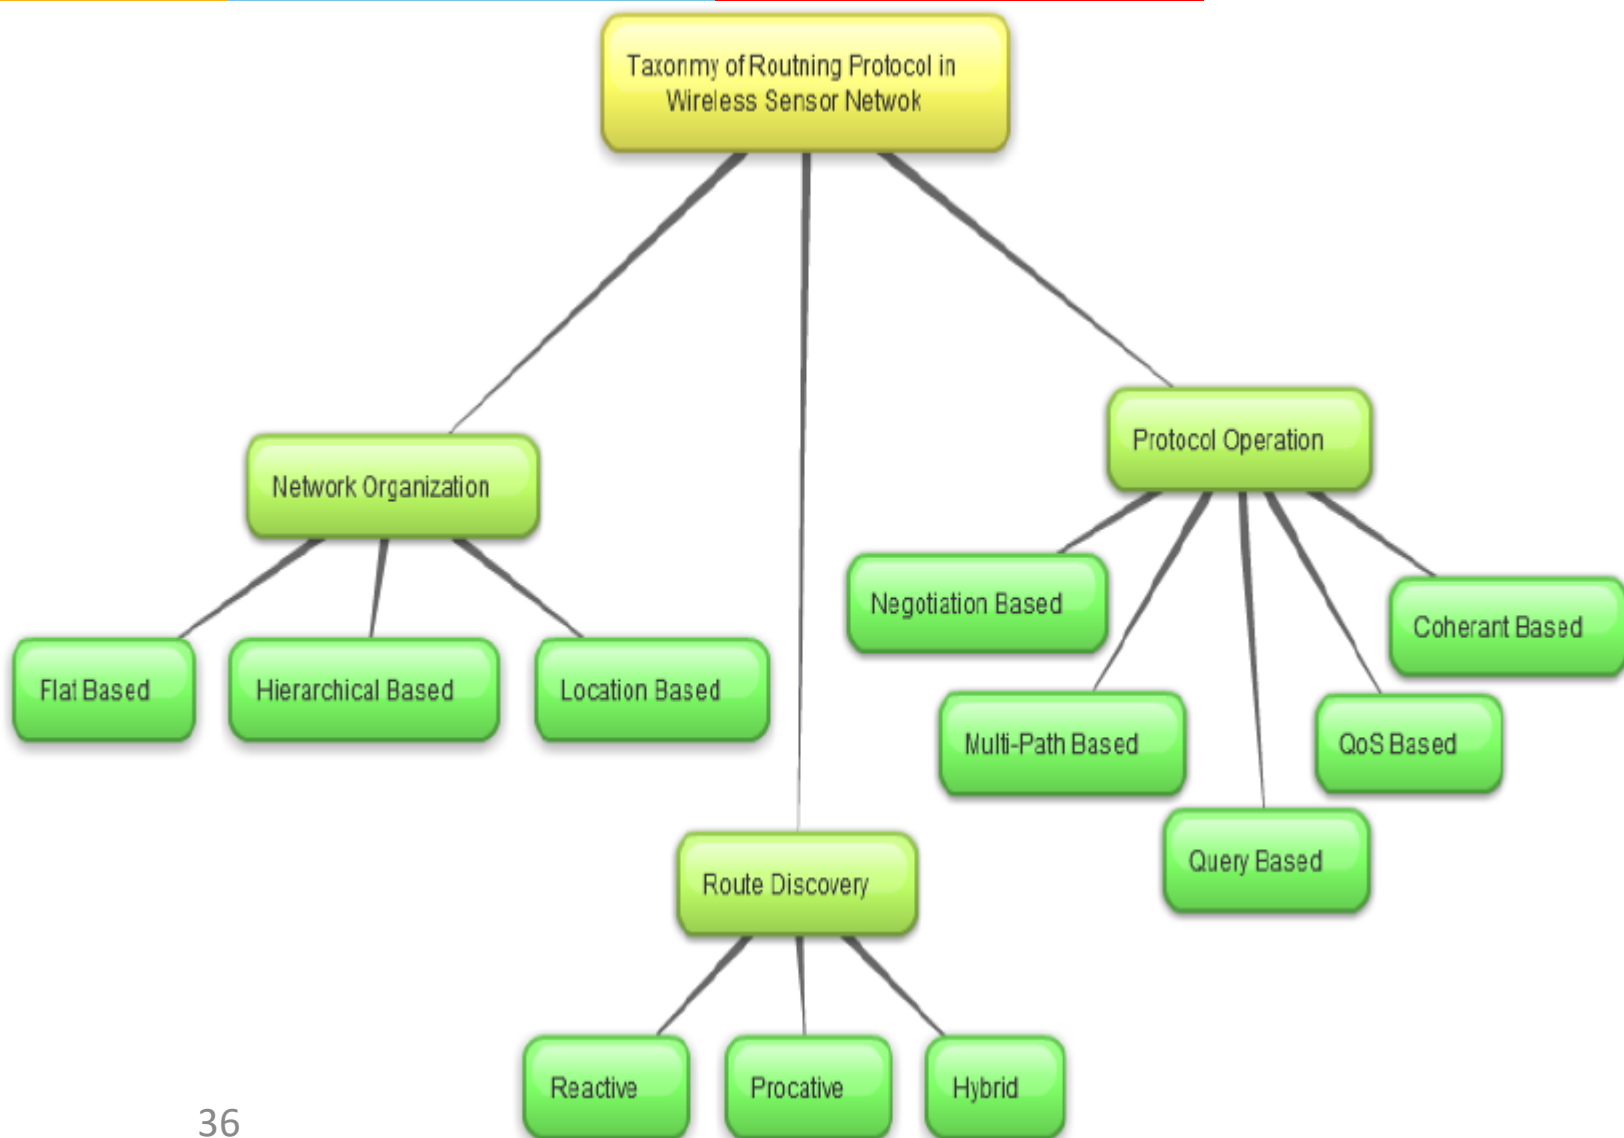 Taxonmy of Routning Protocol in
Wireless Sensor Netwok
Network Organization
Flat Based
Hierarchical Based
Location Based
Protocol Operation
Negotiation Based
Multi-Path Based
Query Based
QoS Based
Coherant Based
Route Discovery
Reactive
Procative
Hybrid
36